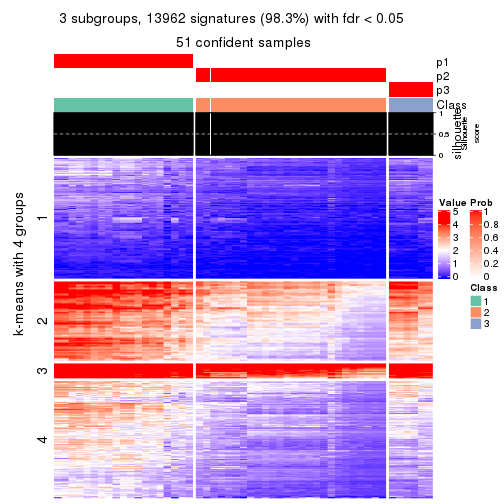 3 subgroups, 13962 signatures (98.3%) with fdr < 0.05
51 confident samples
p1
p2
p3
Class
1
0.5
0
silhouette
Silhouette
score
k-means with 4 groups
1
2
3
4
Value
5
4
3
2
1
0
Prob
1
0.8
0.6
0.4
0.2
0
Class
1
2
3